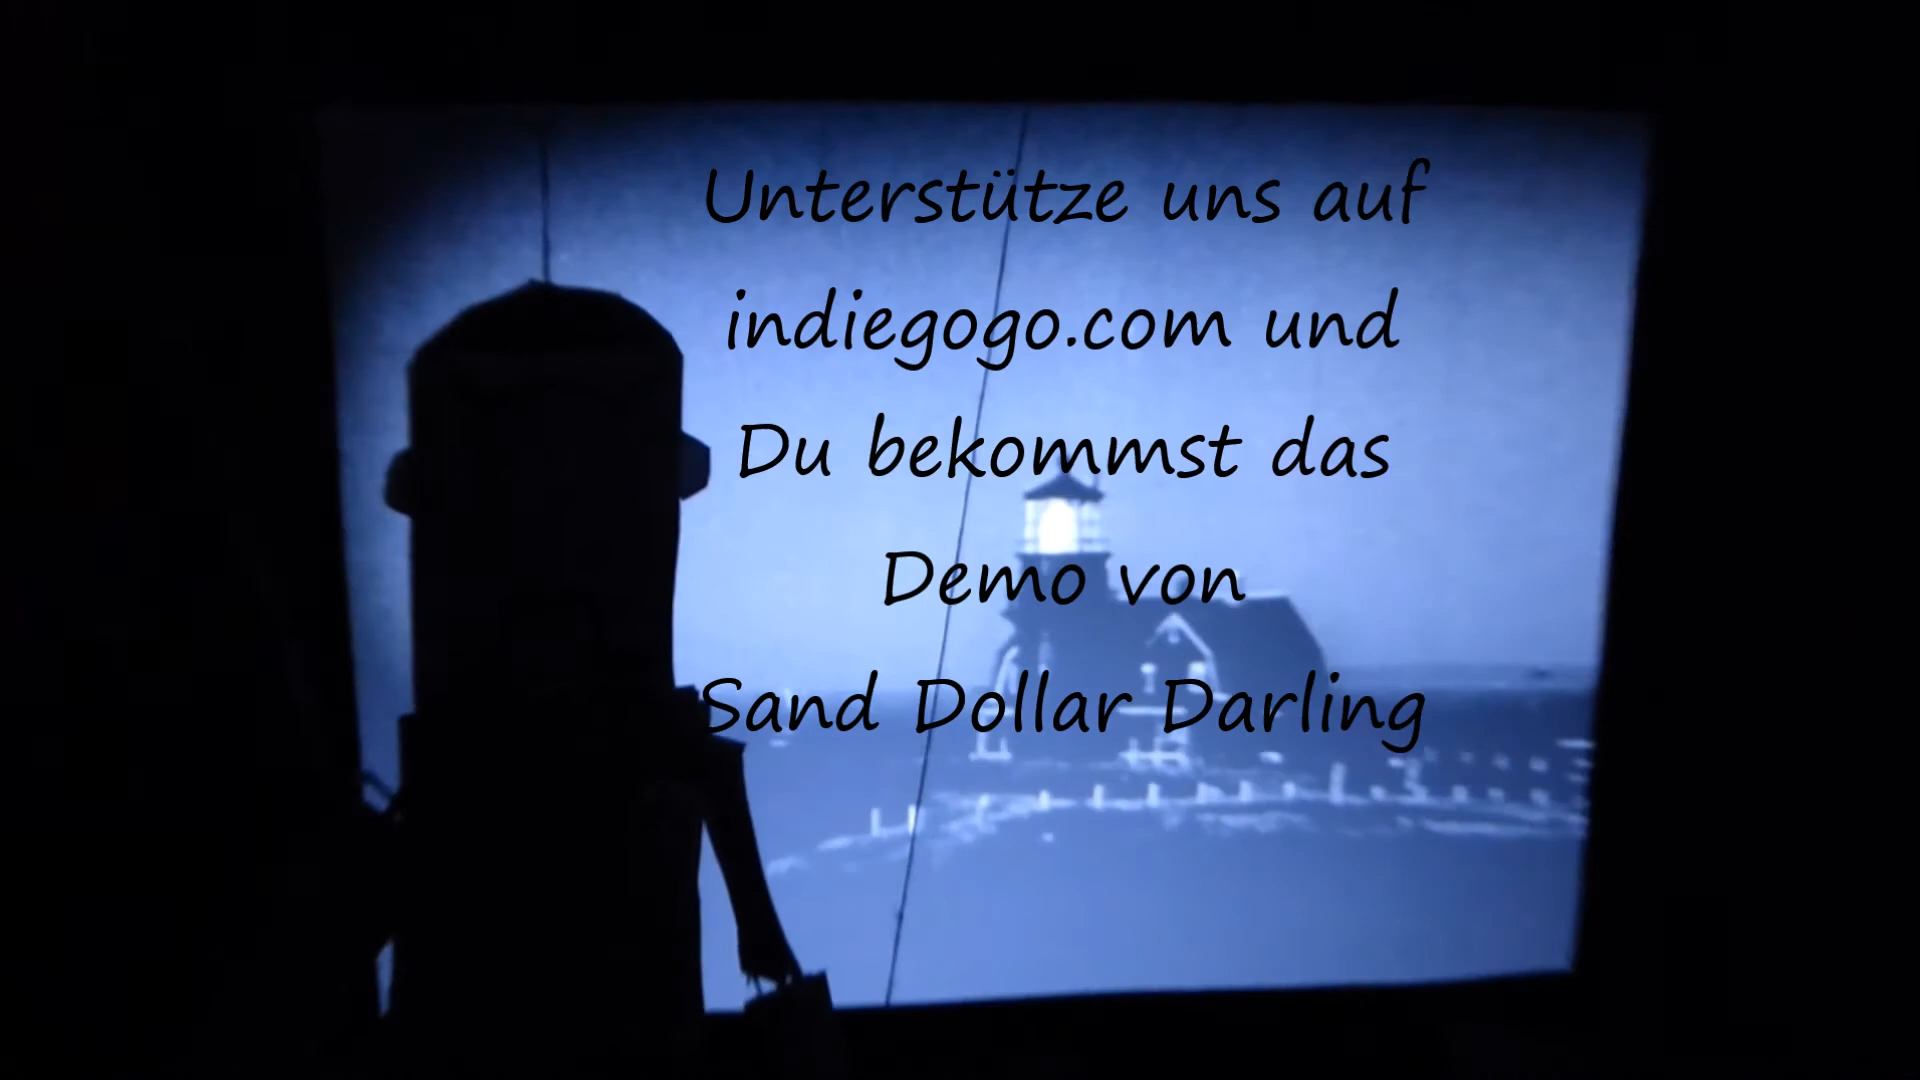 Unterstütze uns auf
indiegogo.com und
Du bekommst das
Demo von
Sand Dollar Darling